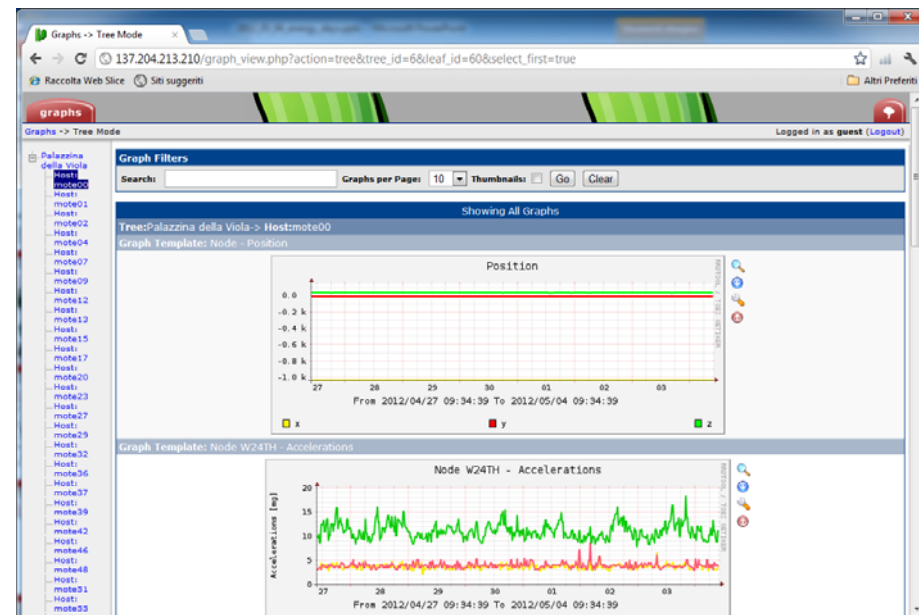 Graphs -> Tree Mode
137.204.213.210/graph_view.php?action=tree&tree_id=6&leaf_id=60&select_first=true
Raccolta Web Slice Siti suggeriti Altri Preferiti
graphs
Graphs -> Tree Mode Logged in as guest (Logout)
Palazzina
della Viola
Host:
mote00
Host:
mote01
Host:
mote02
Host:
mote04
Host:
mote07
Host:
mote09
Host:
mote12
Host:
mote13
Host:
mote15
Host:
mote17
Host:
mote20
Host:
mote23
Host:
mote27
Host:
mote29
Host:
mote32
Host:
mote36
Host:
mote37
Host:
mote39
Host:
mote42
Host:
mote46
Host:
mote48
Host:
mote51
Host:
mote55
Graph Filters
Search: Graphs per Page: 10 Thumbnails: Go Clear
Showing All Graphs
Tree:Palazzina della Viola-> Host:mote00
Graph Template: Node - Position
Position
0.0
-0.2 k
-0.4 k
-0.6 k
-0.8 k
-1.0 k
27 28 29 30 01 02 03
From 2012/04/27 09:34:39 To 2012/05/04 09:34:39
x y z
RRDTOOL / TOBI OETIKER
Graph Template: Node W24TH - Accelerations
Node W24TH - Accelerations
Accelerations [mg]
20
15
10
5
0
27 28 29 30 01 02 03
From 2012/04/27 09:34:39 To 2012/05/04 09:34:39
RRDTOOL / TOBI OETIKER